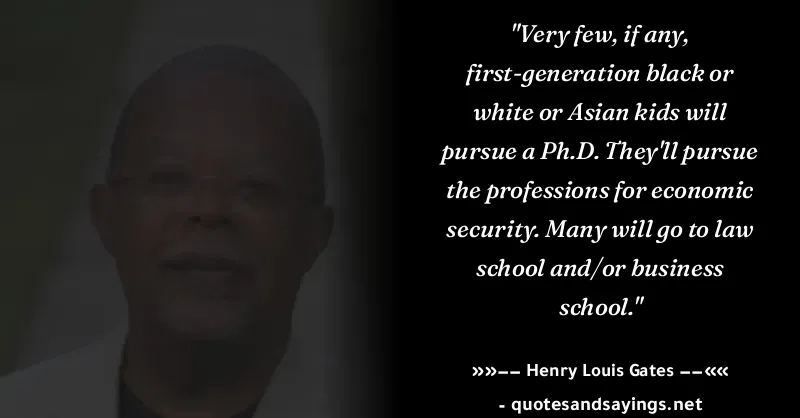 "Very few, if any,
first-generation black or
white or Asian kids will
pursue a Ph.D. They'll pursue
the professions for economic
security. Many will go to law
school and/or business
school."
»»–– Henry Louis Gates ––««
- quotesandsayings.net